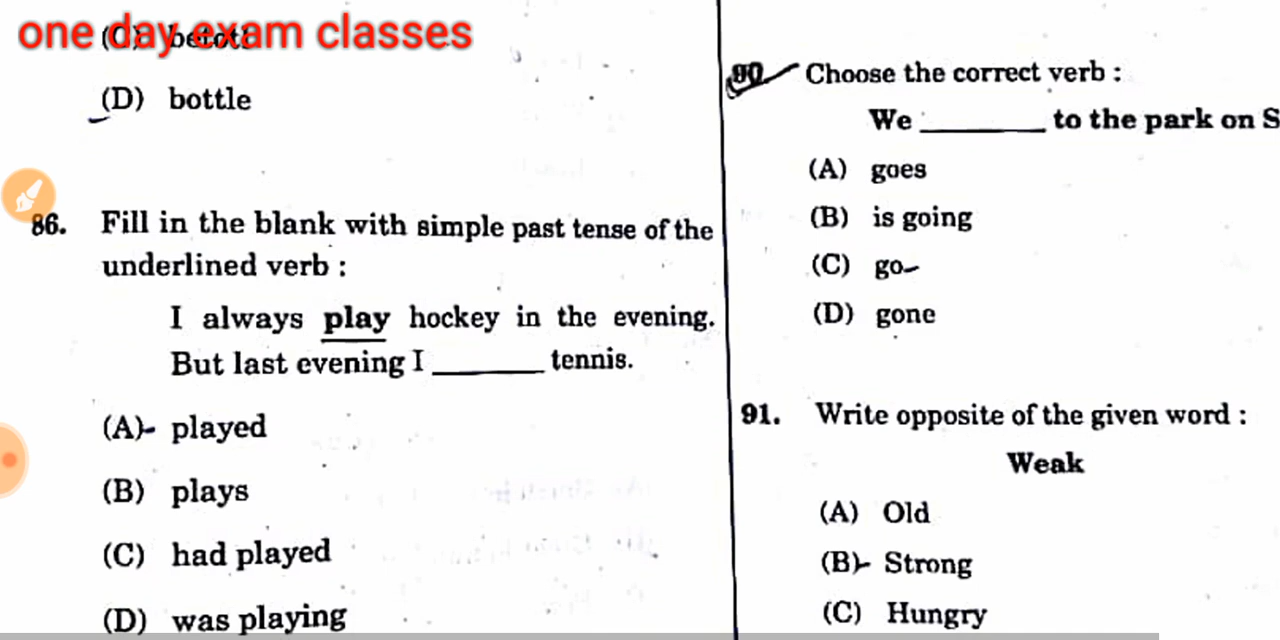 one day exam classes
(D) bottle
86. Fill in the blank with simple past tense of the
underlined verb :
I always play hockey in the evening.
But last evening I ______ tennis.
(A) played
(B) plays
(C) had played
(D) was playing
90 Choose the correct verb :
We ______ to the park on S
(A) goes
(B) is going
(C) go
(D) gone
91. Write opposite of the given word :
Weak
(A) Old
(B) Strong
(C) Hungry